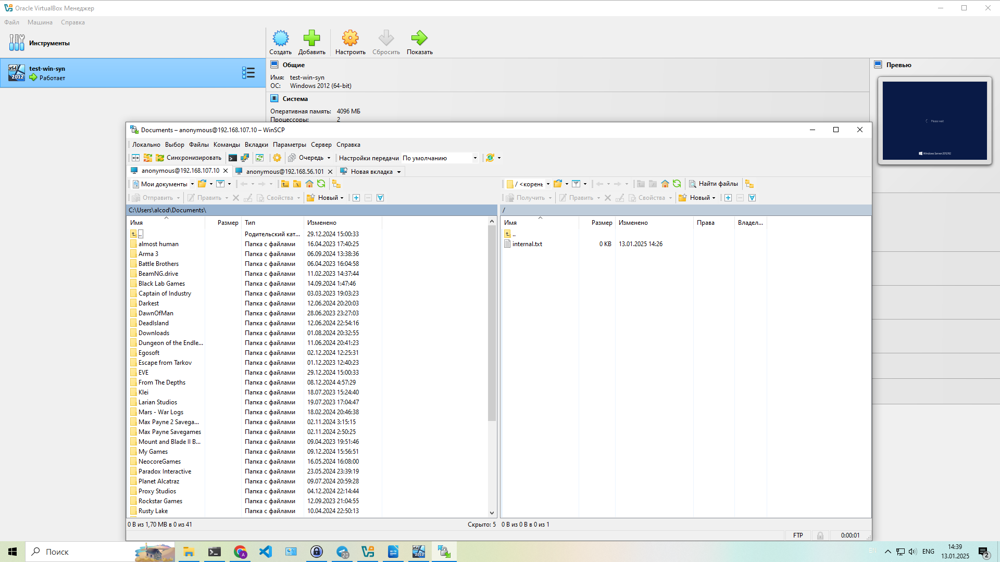 Oracle VirtualBox Менеджер
Файл Машина Справка
Инструменты
Создать Добавить Настроить Сбросить Показать
x64 2012 test-win-syn
Работает
Общие
Имя: test-win-syn
ОС: Windows 2012 (64-bit)
Система
Оперативная память: 4096 МБ
Процессоры: 2
Превью
Please wait
Windows Server 2012 R2
Documents – anonymous@192.168.107.10 – WinSCP
Локально Выбор Файлы Команды Вкладки Параметры Сервер Справка
Синхронизировать Очередь Настройки передачи По умолчанию
anonymous@192.168.107.10 anonymous@192.168.56.101 Новая вкладка
Мои документы
Отправить Править Свойства Новый
C:\Users\alcod\Documents\
Имя Размер Тип Изменено
.. Родительский кат... 29.12.2024 15:00:33
almost human Папка с файлами 16.04.2023 17:40:25
Arma 3 Папка с файлами 06.09.2024 13:38:36
Battle Brothers Папка с файлами 06.04.2023 16:04:58
BeamNG.drive Папка с файлами 11.02.2023 14:37:44
Black Lab Games Папка с файлами 14.09.2024 1:47:46
Captain of Industry Папка с файлами 03.03.2023 19:03:23
Darkest Папка с файлами 12.06.2024 20:20:03
DawnOfMan Папка с файлами 28.06.2023 23:27:03
DeadIsland Папка с файлами 12.06.2024 22:54:16
Downloads Папка с файлами 01.08.2024 20:32:55
Dungeon of the Endle... Папка с файлами 11.06.2024 20:41:23
Egosoft Папка с файлами 02.12.2024 12:25:31
Escape from Tarkov Папка с файлами 01.12.2023 12:40:23
EVE Папка с файлами 29.12.2024 15:00:33
From The Depths Папка с файлами 08.12.2024 4:57:29
Klei Папка с файлами 18.07.2023 15:24:40
Larian Studios Папка с файлами 19.07.2023 17:04:47
Mars - War Logs Папка с файлами 18.02.2024 20:46:38
Max Payne 2 Savega... Папка с файлами 02.11.2024 3:15:15
Max Payne Savegames Папка с файлами 02.11.2024 2:50:25
Mount and Blade II B... Папка с файлами 09.04.2023 19:51:46
My Games Папка с файлами 09.12.2024 15:56:51
NeocoreGames Папка с файлами 16.05.2024 16:08:00
Paradox Interactive Папка с файлами 23.05.2024 23:39:19
Planet Alcatraz Папка с файлами 09.07.2024 20:59:28
Proxy Studios Папка с файлами 04.12.2024 22:14:44
Rockstar Games Папка с файлами 12.09.2023 21:04:55
Rusty Lake Папка с файлами 10.04.2024 22:50:13
0 B из 1,70 MB в 0 из 41 Скрыто: 5
/ <корень Найти файлы
Получить Править Свойства Новый
/
Имя Размер Изменено Права Владел...
..
internal.txt 0 KB 13.01.2025 14:26
0 B из 0 B в 0 из 1
FTP 0:00:01
Поиск
A
20
x64 2012
EN
ENG
14:39
13.01.2025
2